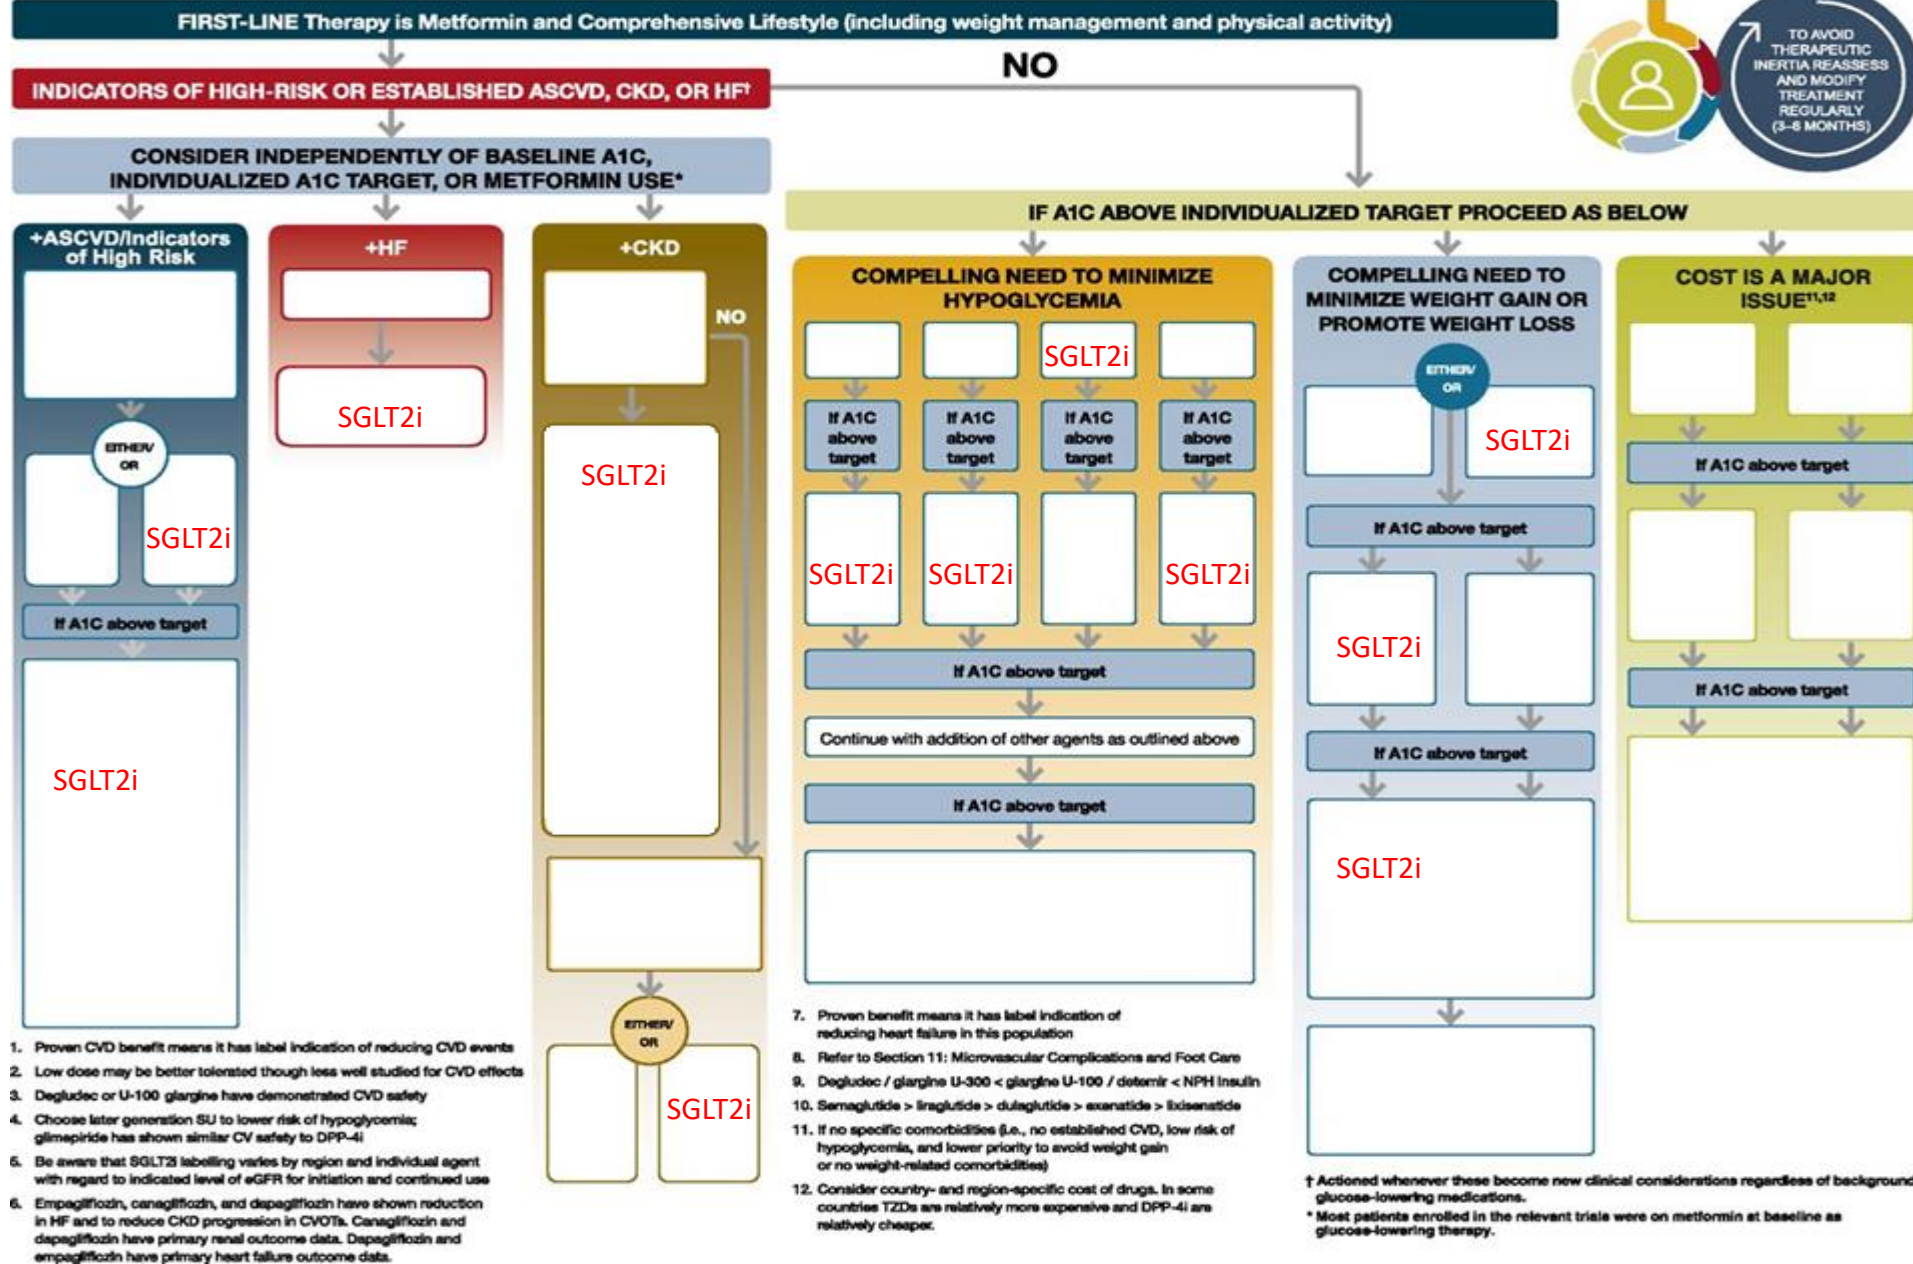 FIRST-LINE Therapy is Metformin and Comprehensive Lifestyle (including weight management and physical activity)
TO AVOID
THERAPEUTIC
INERTIA REASSESS
AND MODIFY
TREATMENT
REGULARLY
(3–6 MONTHS)
INDICATORS OF HIGH-RISK OR ESTABLISHED ASCVD, CKD, OR HF†
NO
CONSIDER INDEPENDENTLY OF BASELINE A1C,
INDIVIDUALIZED A1C TARGET, OR METFORMIN USE*
+ASCVD/Indicators
of High Risk
EITHER/
OR
SGLT2i
If A1C above target
SGLT2i
+HF
SGLT2i
+CKD
NO
SGLT2i
EITHER/
OR
SGLT2i
IF A1C ABOVE INDIVIDUALIZED TARGET PROCEED AS BELOW
COMPELLING NEED TO MINIMIZE
HYPOGLYCEMIA
SGLT2i
If A1C
above
target
If A1C
above
target
If A1C
above
target
If A1C
above
target
SGLT2i
SGLT2i
SGLT2i
If A1C above target
Continue with addition of other agents as outlined above
If A1C above target
COMPELLING NEED TO
MINIMIZE WEIGHT GAIN OR
PROMOTE WEIGHT LOSS
EITHER/
OR
SGLT2i
If A1C above target
SGLT2i
If A1C above target
SGLT2i
COST IS A MAJOR
ISSUE11,12
If A1C above target
If A1C above target
1. Proven CVD benefit means it has label indication of reducing CVD events
2. Low dose may be better tolerated though less well studied for CVD effects
3. Degludec or U-100 glargine have demonstrated CVD safety
4. Choose later generation SU to lower risk of hypoglycemia;
glimepiride has shown similar CV safety to DPP-4i
5. Be aware that SGLT2i labelling varies by region and individual agent
with regard to indicated level of eGFR for initiation and continued use
6. Empagliflozin, canagliflozin, and dapagliflozin have shown reduction
in HF and to reduce CKD progression in CVOTs. Canagliflozin and
dapagliflozin have primary renal outcome data. Dapagliflozin and
empagliflozin have primary heart failure outcome data.
7. Proven benefit means it has label indication of
reducing heart failure in this population
8. Refer to Section 11: Microvascular Complications and Foot Care
9. Degludec / glargine U-300 < glargine U-100 / detemir < NPH insulin
10. Semaglutide > liraglutide > dulaglutide > exenatide > lixisenatide
11. If no specific comorbidities (i.e., no established CVD, low risk of
hypoglycemia, and lower priority to avoid weight gain
or no weight-related comorbidities)
12. Consider country- and region-specific cost of drugs. In some
countries TZDs are relatively more expensive and DPP-4i are
relatively cheaper.
† Actioned whenever these become new clinical considerations regardless of background
glucose-lowering medications.
* Most patients enrolled in the relevant trials were on metformin at baseline as
glucose-lowering therapy.